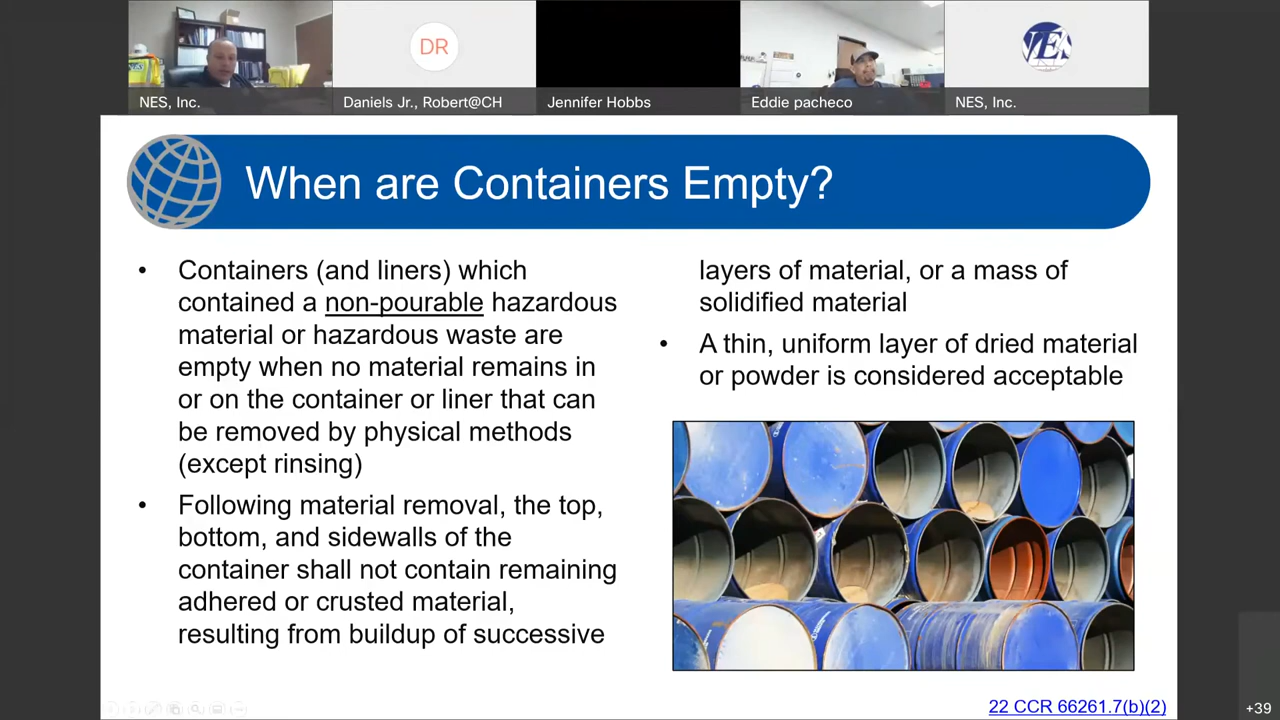 DR
NES
NES, Inc.
Daniels Jr., Robert@CH
Jennifer Hobbs
Eddie pacheco
NES, Inc.
When are Containers Empty?
• Containers (and liners) which
contained a non-pourable hazardous
material or hazardous waste are
empty when no material remains in
or on the container or liner that can
be removed by physical methods
(except rinsing)
• Following material removal, the top,
bottom, and sidewalls of the
container shall not contain remaining
adhered or crusted material,
resulting from buildup of successive
layers of material, or a mass of
solidified material
• A thin, uniform layer of dried material
or powder is considered acceptable
22 CCR 66261.7(b)(2)
+39